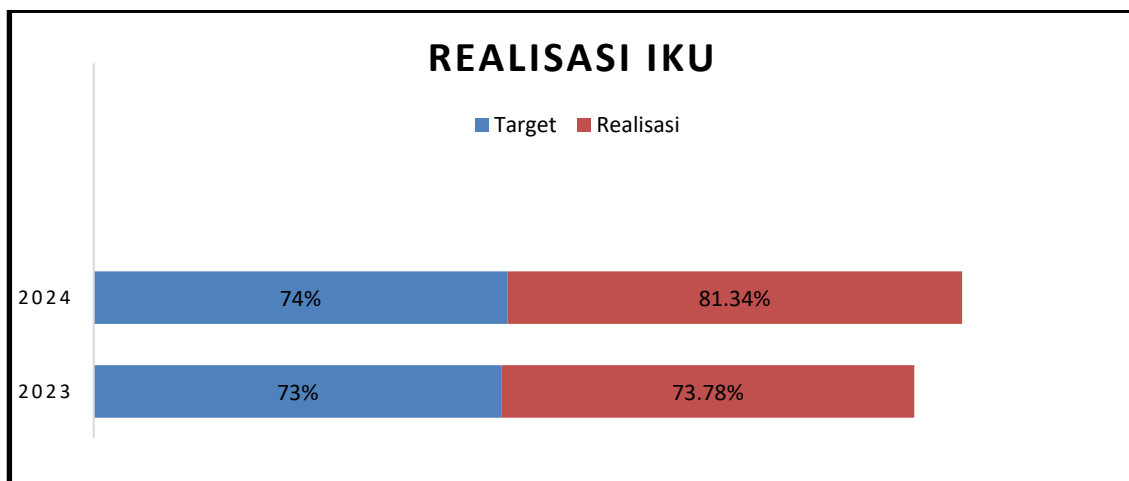 REALISASI IKU
Target Realisasi
2024 74% 81.34%
2023 73% 73.78%